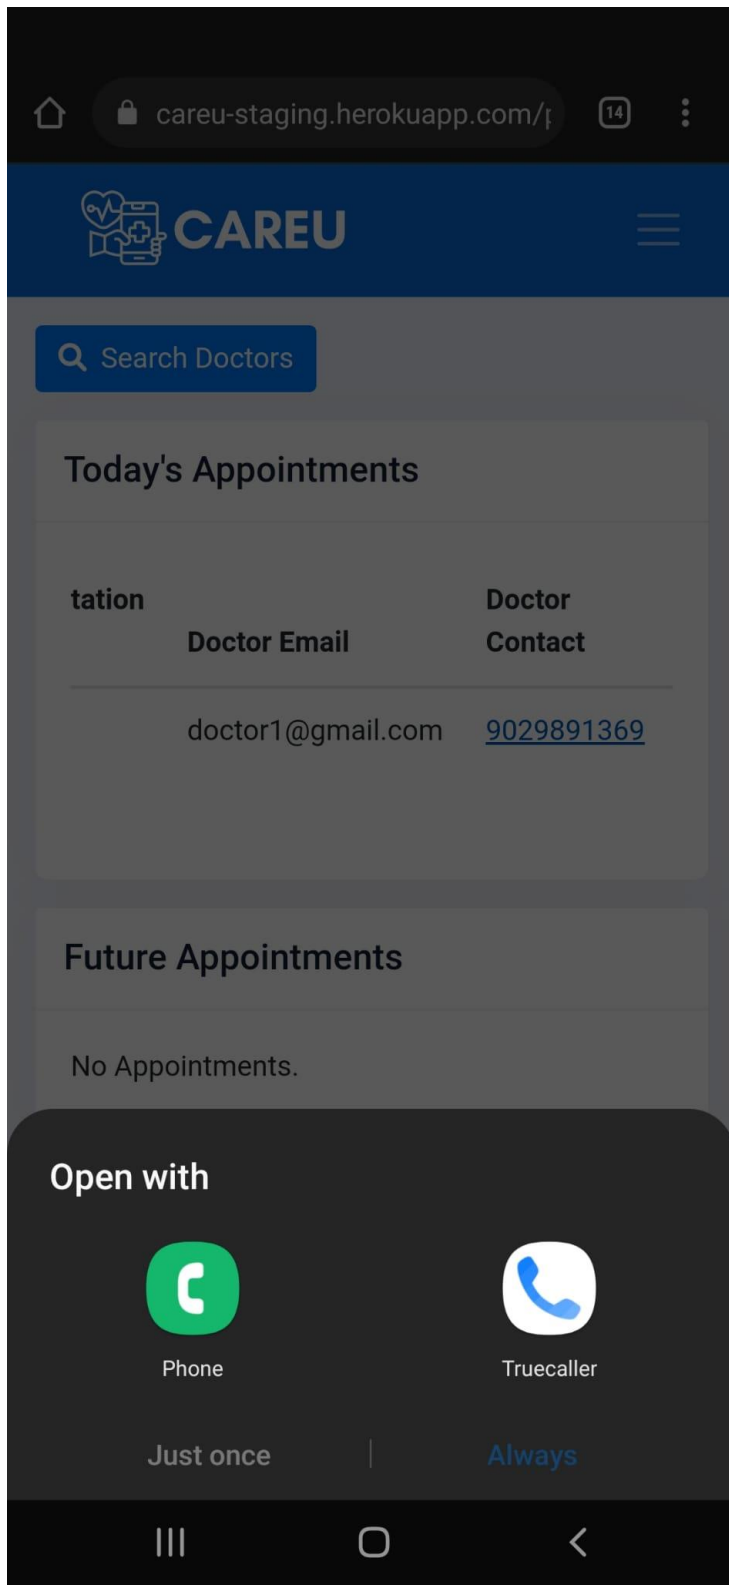 careu-staging.herokuapp.com/p
14
CAREU
Search Doctors
Today's Appointments
tation
Doctor Email
Doctor Contact
doctor1@gmail.com
9029891369
Future Appointments
No Appointments.
Open with
Phone
Truecaller
Just once
Always